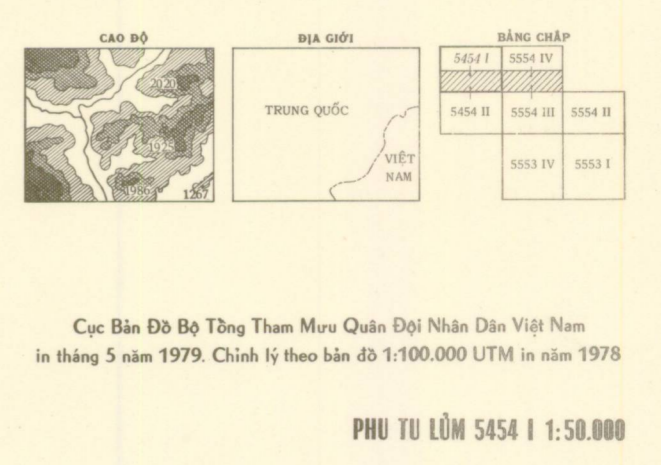 CAO ĐỘ
ĐỊA GIỚI
BẢNG CHẮP
2020
1925
1986
1267
TRUNG QUỐC
VIỆT
NAM
5454 I
5554 IV
5454 II
5554 III
5554 II
5553 IV
5553 I
Cục Bản Đồ Bộ Tổng Tham Mưu Quân Đội Nhân Dân Việt Nam
in tháng 5 năm 1979. Chỉnh lý theo bản đồ 1:100.000 UTM in năm 1978
PHU TU LỦM 5454 I 1:50.000